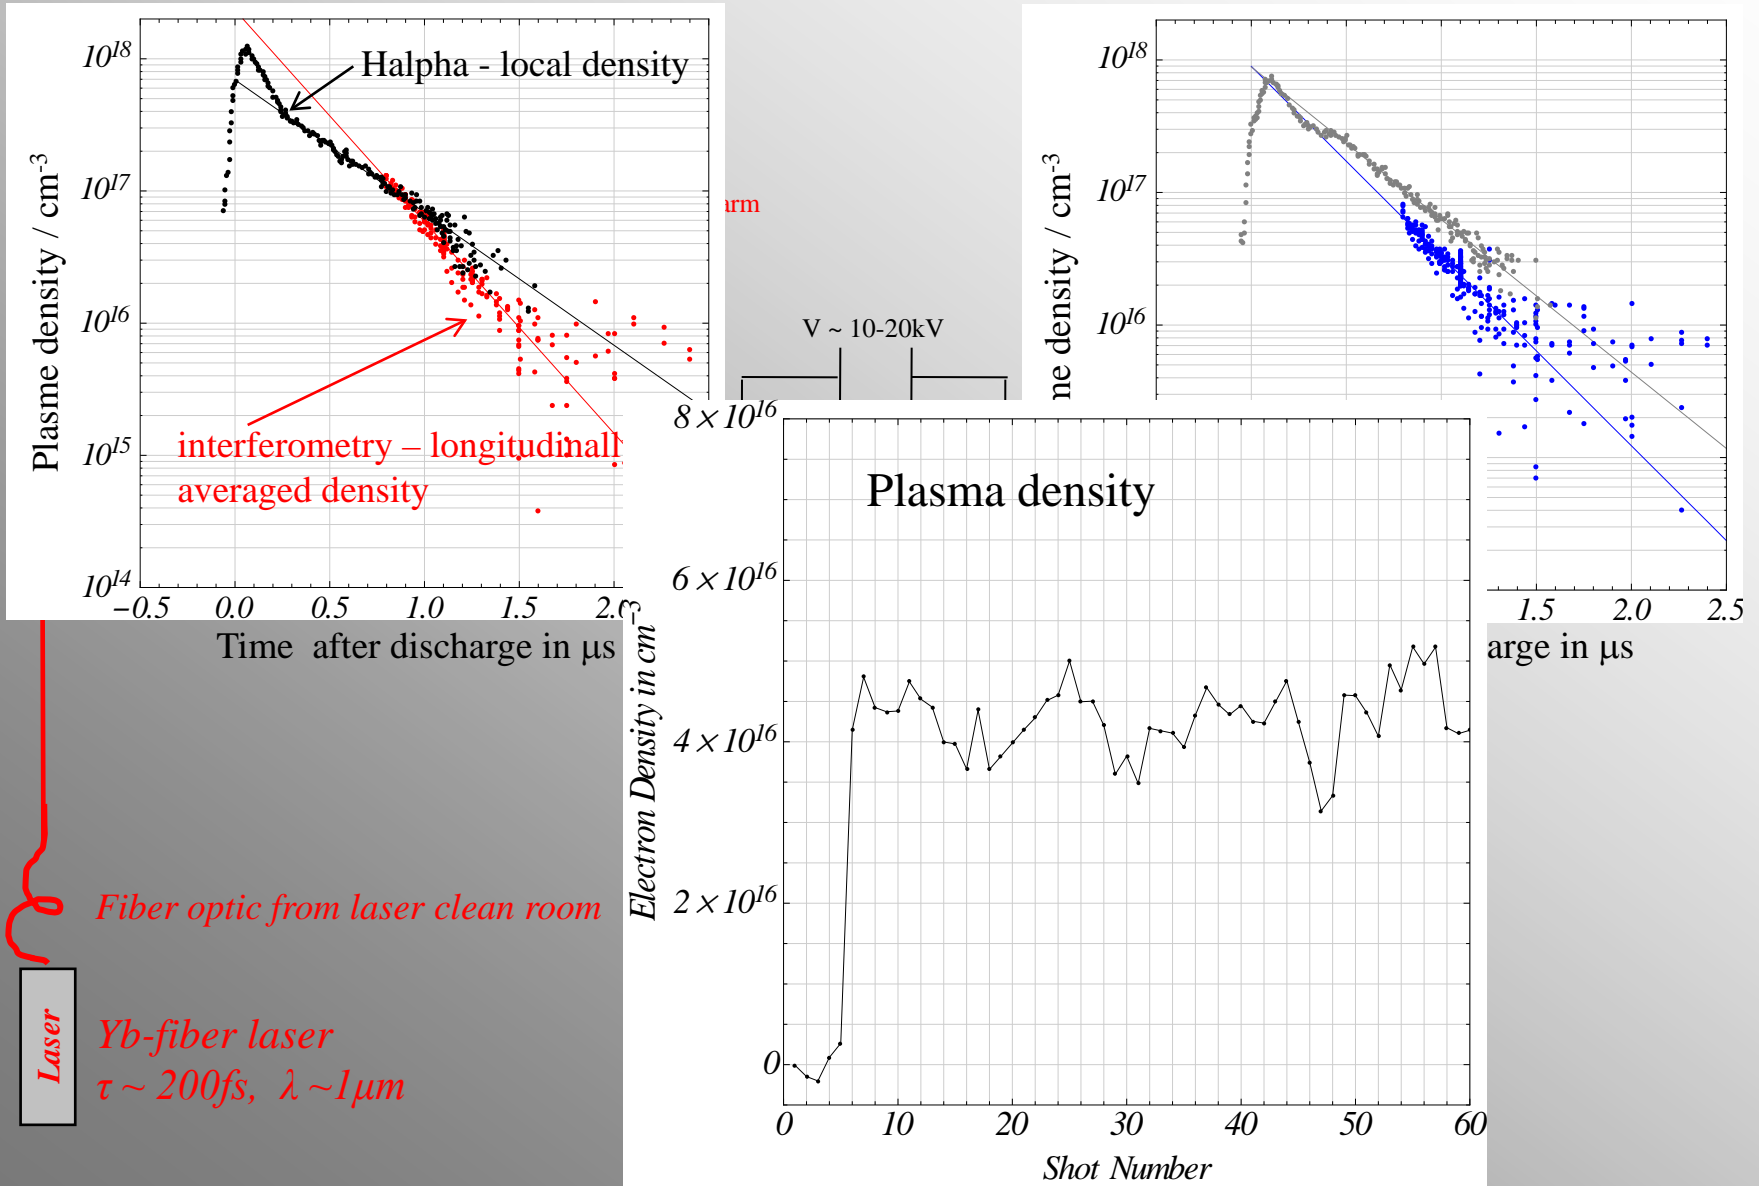 10^18
10^17
10^16
10^15
10^14
Plasme density / cm^-3
Halpha - local density
interferometry – longitudinall
averaged density
−0.5 0.0 0.5 1.0 1.5 2.0
Time after discharge in μs
arm
V ~ 10-20kV
10^18
10^17
10^16
me density / cm^-3
1.5 2.0 2.5
arge in μs
Plasma density
8×10^16
6×10^16
4×10^16
2×10^16
0
Electron Density in cm^-3
0 10 20 30 40 50 60
Shot Number
Fiber optic from laser clean room
Laser
Yb-fiber laser
τ ~ 200fs, λ ~1μm